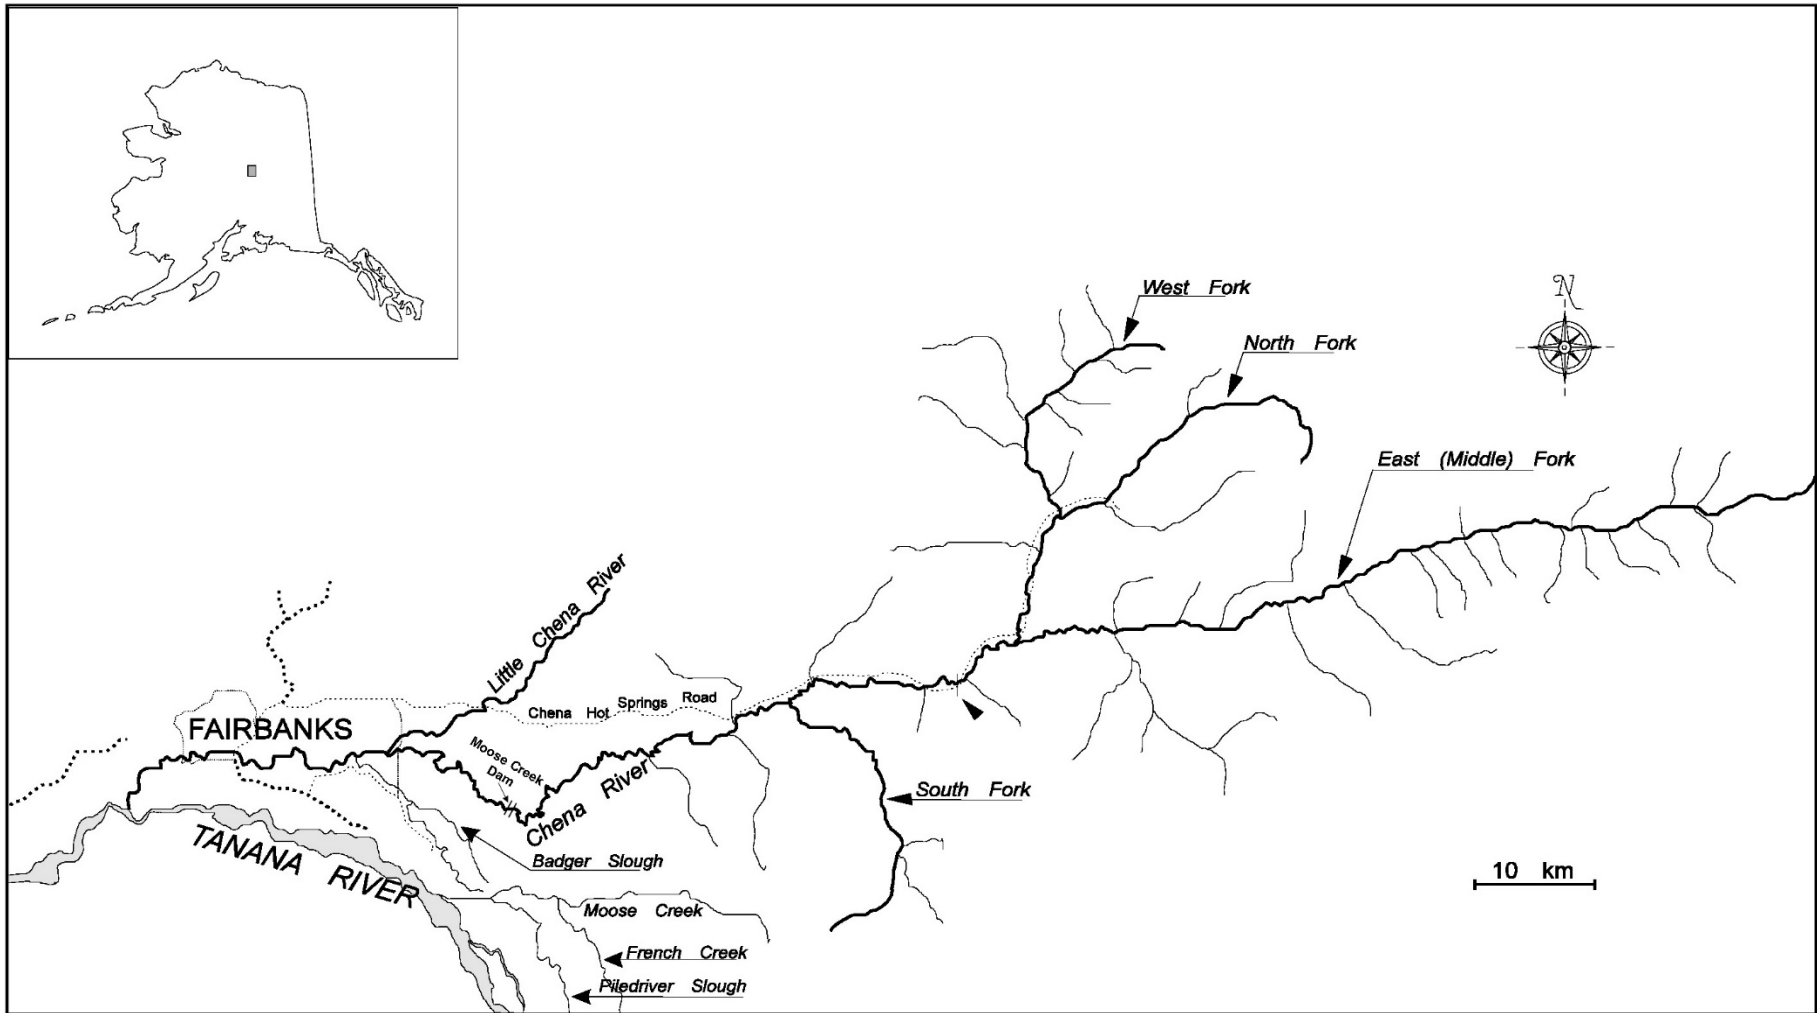 West Fork
N
North Fork
East (Middle) Fork
Little Chena River
Chena Hot Springs Road
FAIRBANKS
Moose Creek
Dam
Chena River
South Fork
TANANA RIVER
Badger Slough
10 km
Moose Creek
French Creek
Piledriver Slough